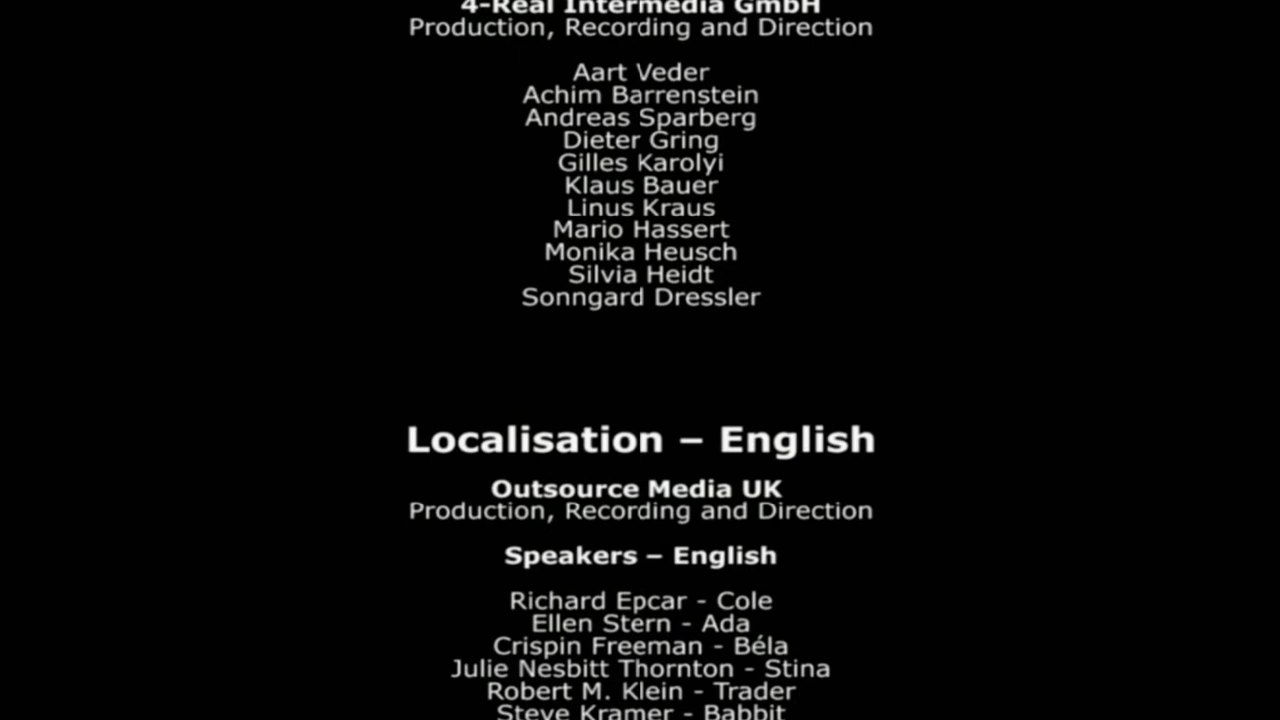 4-Real Intermedia GmbH
Production, Recording and Direction
Aart Veder
Achim Barrenstein
Andreas Sparberg
Dieter Gring
Gilles Karolyi
Klaus Bauer
Linus Kraus
Mario Hassert
Monika Heusch
Silvia Heidt
Sonngard Dressler
Localisation – English
Outsource Media UK
Production, Recording and Direction
Speakers – English
Richard Epcar - Cole
Ellen Stern - Ada
Crispin Freeman - Béla
Julie Nesbitt Thornton - Stina
Robert M. Klein - Trader
Steve Kramer - Babbit